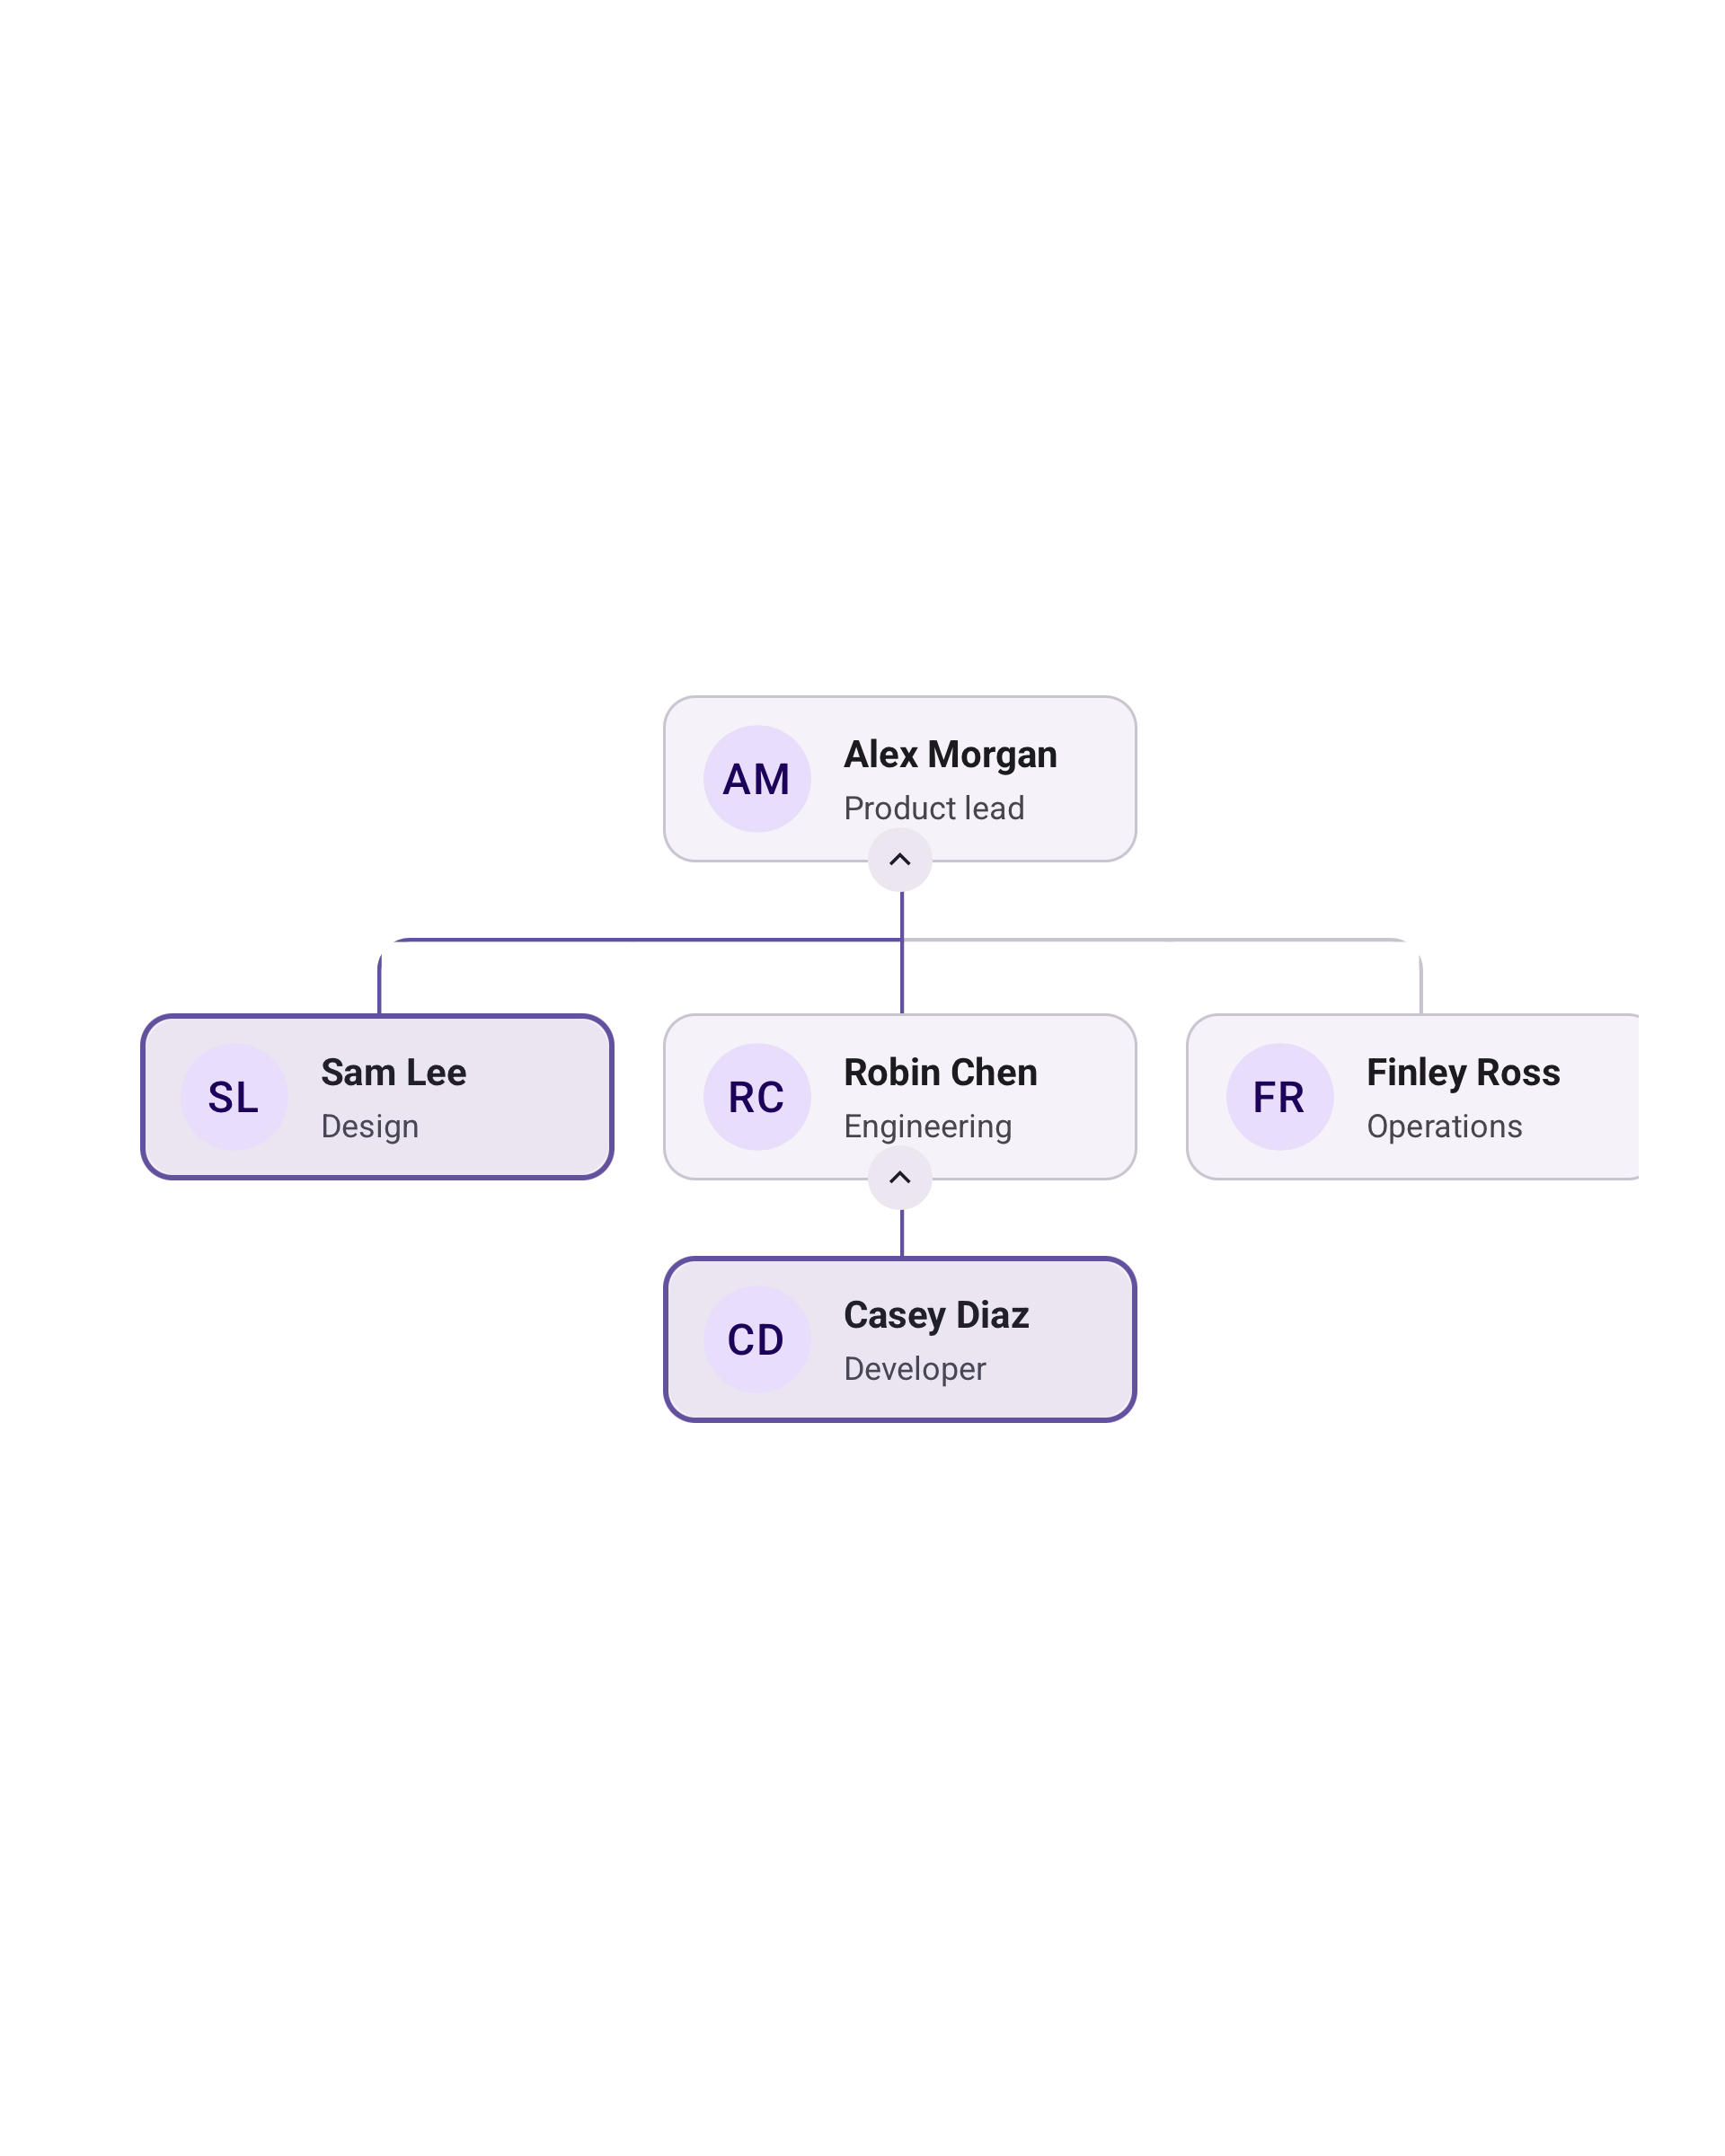 AM
Alex Morgan
Product lead
SL
Sam Lee
Design
RC
Robin Chen
Engineering
FR
Finley Ross
Operations
CD
Casey Diaz
Developer